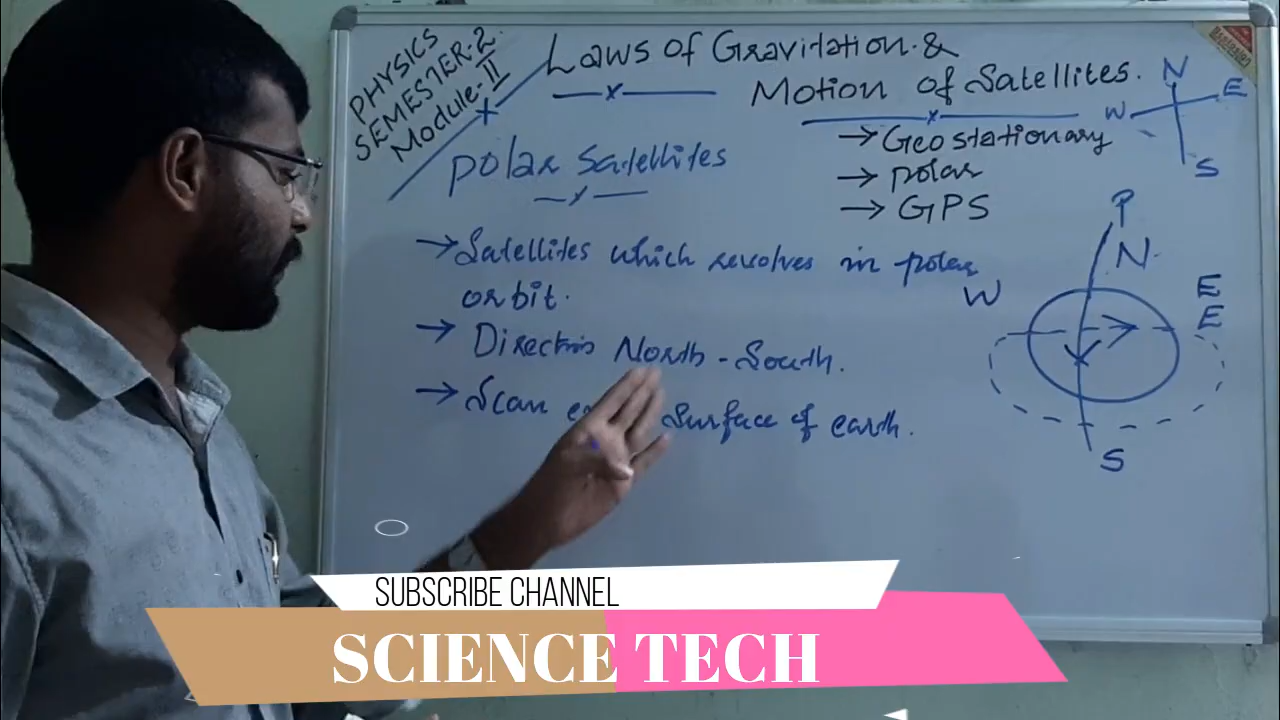 PHYSICS
SEMESTER-2
Module-II
Laws of Gravitation &
Motion of Satellites.
→ Geostationary
→ polar
→ GPS
N
W E
S
polar satellites
→ Satellites which revolves in polar
orbit.
→ Direction North-South.
→ Scan surface of earth.
P
N
W
E
E
S
SUBSCRIBE CHANNEL
SCIENCE TECH